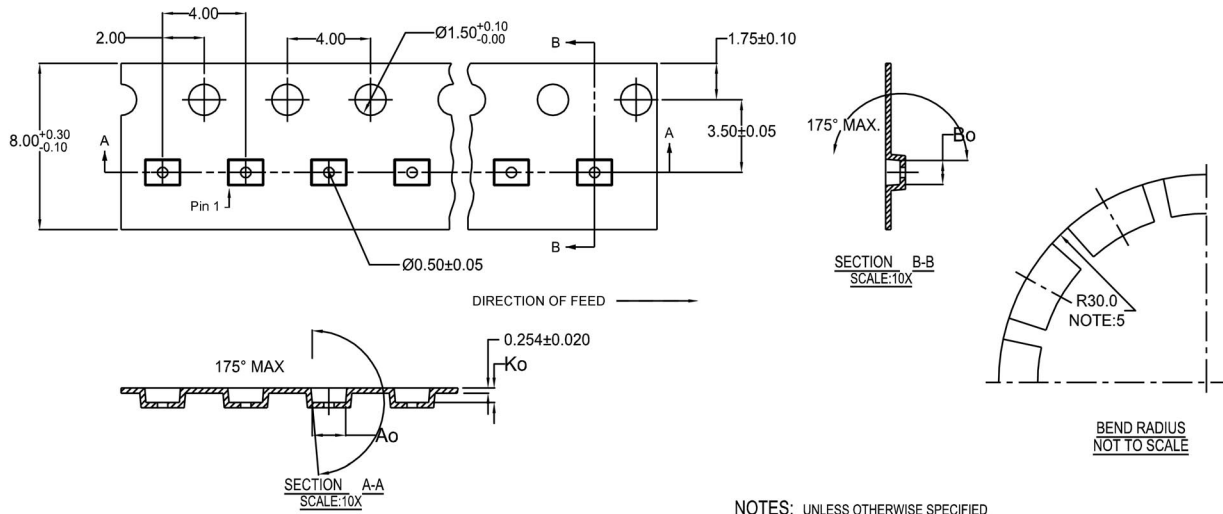 4.00
2.00
4.00
Ø1.50 +0.10 -0.00
B
1.75±0.10
8.00 +0.30 -0.10
A
A
3.50±0.05
Pin 1
B
Ø0.50±0.05
DIRECTION OF FEED
175° MAX.
Bo
SECTION B-B
SCALE:10X
R30.0
NOTE:5
BEND RADIUS
NOT TO SCALE
175° MAX
0.254±0.020
Ko
Ao
SECTION A-A
SCALE:10X
NOTES: UNLESS OTHERWISE SPECIFIED